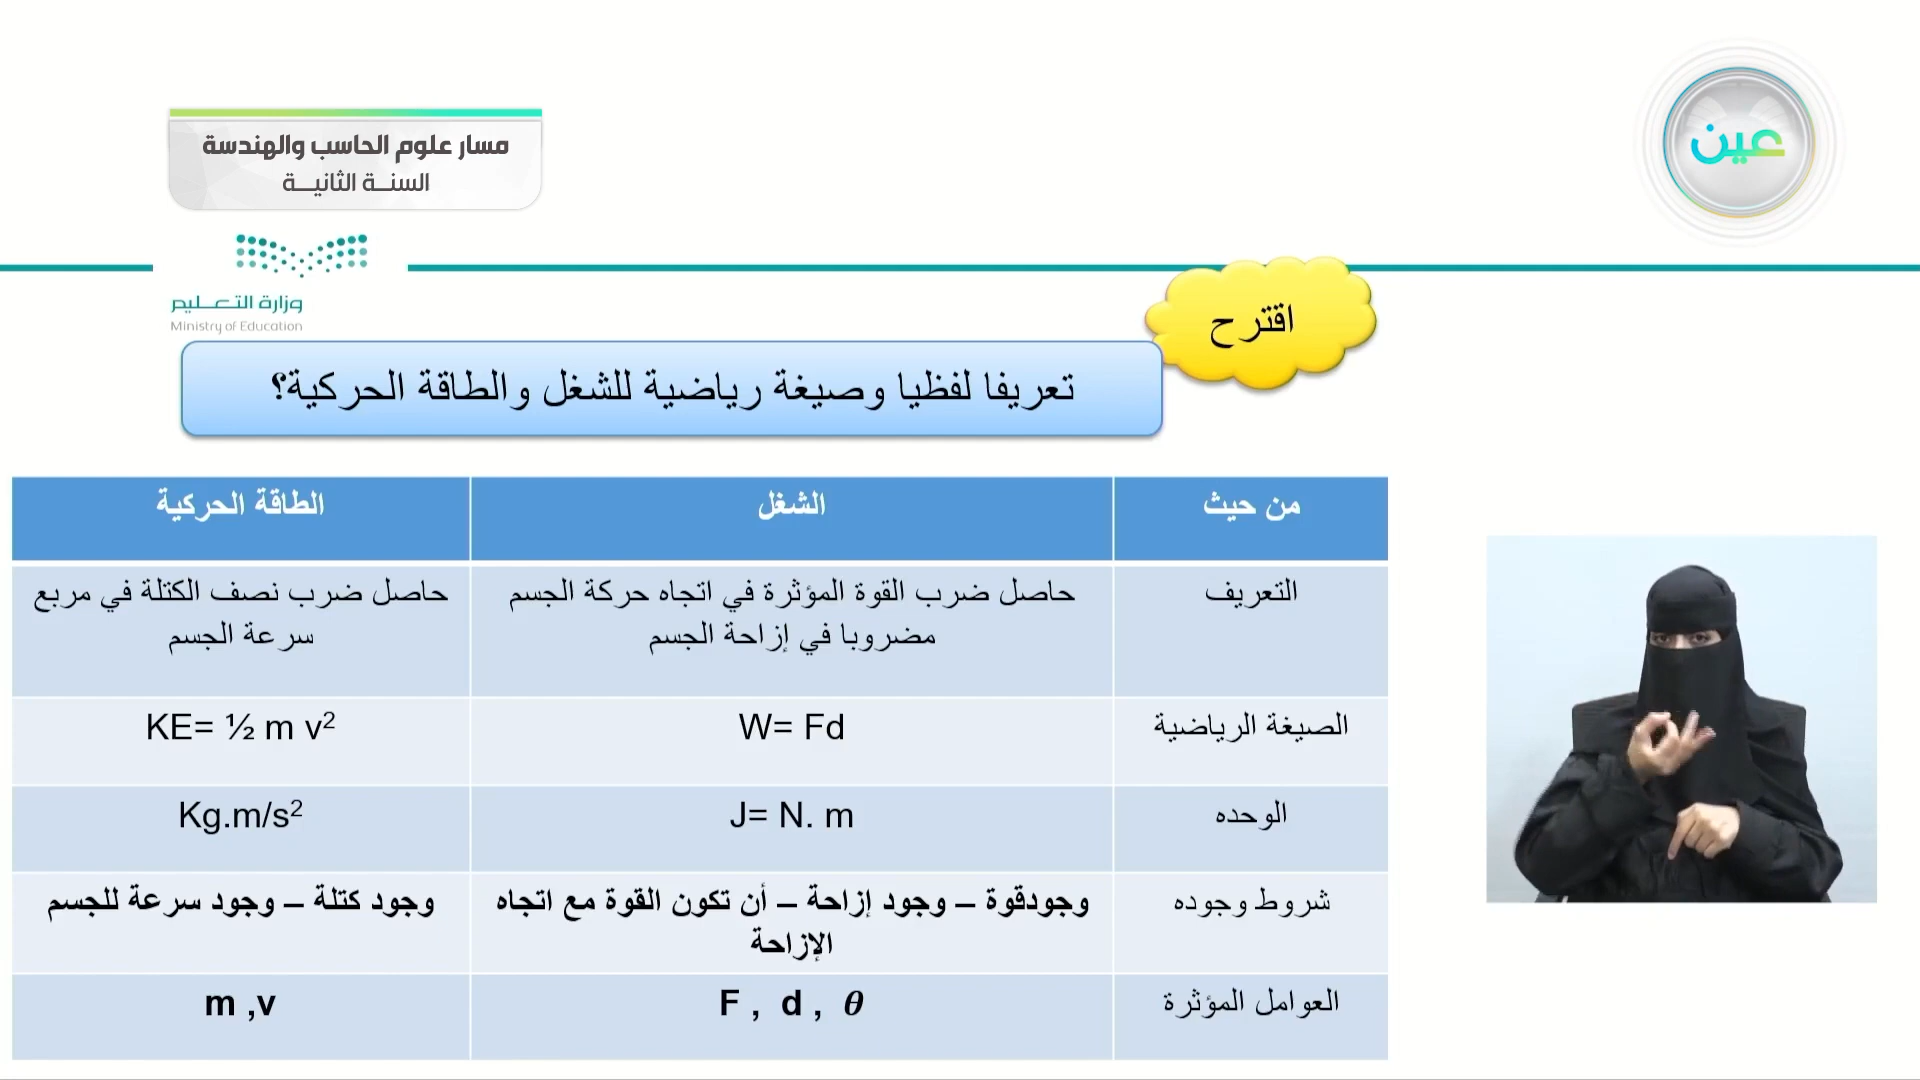 عين
مسار علوم الحاسب والهندسة
السنة الثانية
وزارة التعليم
Ministry of Education
اقترح
تعريفا لفظيا وصيغة رياضية للشغل والطاقة الحركية؟
من حيث
الشغل
الطاقة الحركية
التعريف
حاصل ضرب القوة المؤثرة في اتجاه حركة الجسم
مضروبا في إزاحة الجسم
حاصل ضرب نصف الكتلة في مربع
سرعة الجسم
الصيغة الرياضية
W= Fd
KE= ½ m v²
الوحده
J= N. m
Kg.m/s²
شروط وجوده
وجودقوة – وجود إزاحة – أن تكون القوة مع اتجاه
الإزاحة
وجود كتلة – وجود سرعة للجسم
العوامل المؤثرة
F , d , θ
m ,v